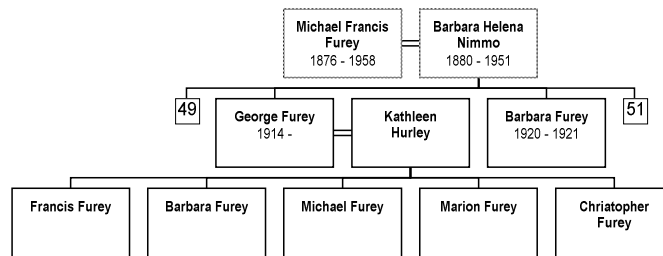 Michael Francis
Furey
1876 - 1958
Barbara Helena
Nimmo
1880 - 1951
49
George Furey
1914 -
Kathleen
Hurley
Barbara Furey
1920 - 1921
51
Francis Furey
Barbara Furey
Michael Furey
Marion Furey
Chriatopher
Furey